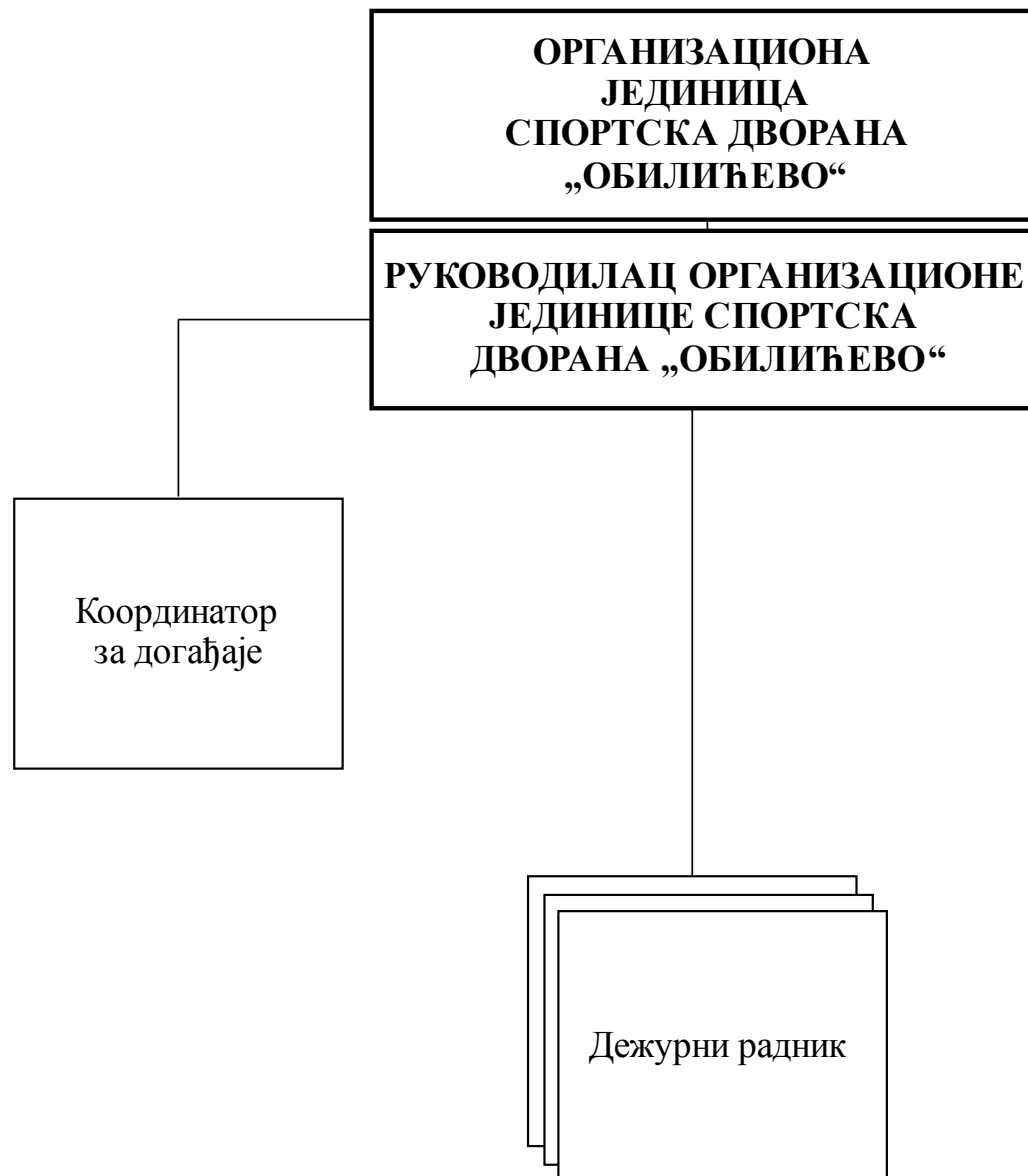 ОРГАНИЗАЦИОНА
ЈЕДИНИЦА
СПОРТСКА ДВОРАНА
„ОБИЛИЋЕВО“
РУКОВОДИЛАЦ ОРГАНИЗАЦИОНЕ
ЈЕДИНИЦЕ СПОРТСКА
ДВОРАНА „ОБИЛИЋЕВО“
Координатор
за догађаје
Дежурни радник